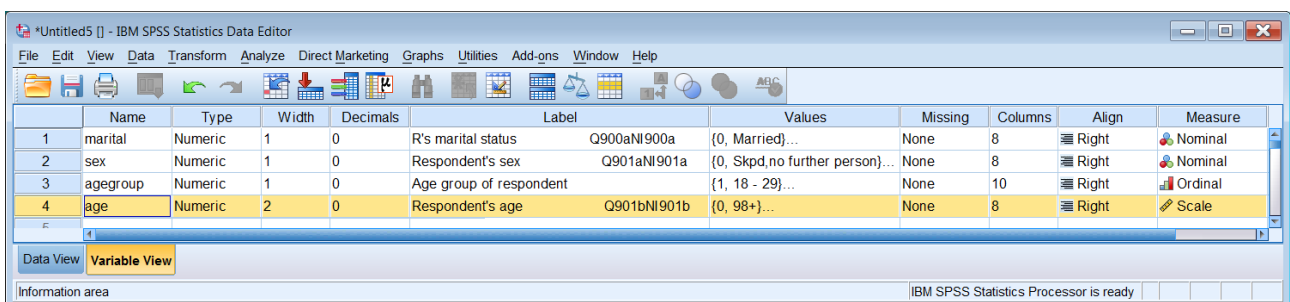 *Untitled5 [] - IBM SPSS Statistics Data Editor
File Edit View Data Transform Analyze Direct Marketing Graphs Utilities Add-ons Window Help
Name Type Width Decimals Label Values Missing Columns Align Measure
1 marital Numeric 1 0 R's marital status Q900aNI900a {0, Married}... None 8 Right Nominal
2 sex Numeric 1 0 Respondent's sex Q901aNI901a {0, Skpd,no further person}... None 8 Right Nominal
3 agegroup Numeric 1 0 Age group of respondent {1, 18 - 29}... None 10 Right Ordinal
4 age Numeric 2 0 Respondent's age Q901bNI901b {0, 98+}... None 8 Right Scale
Data View Variable View
Information area IBM SPSS Statistics Processor is ready